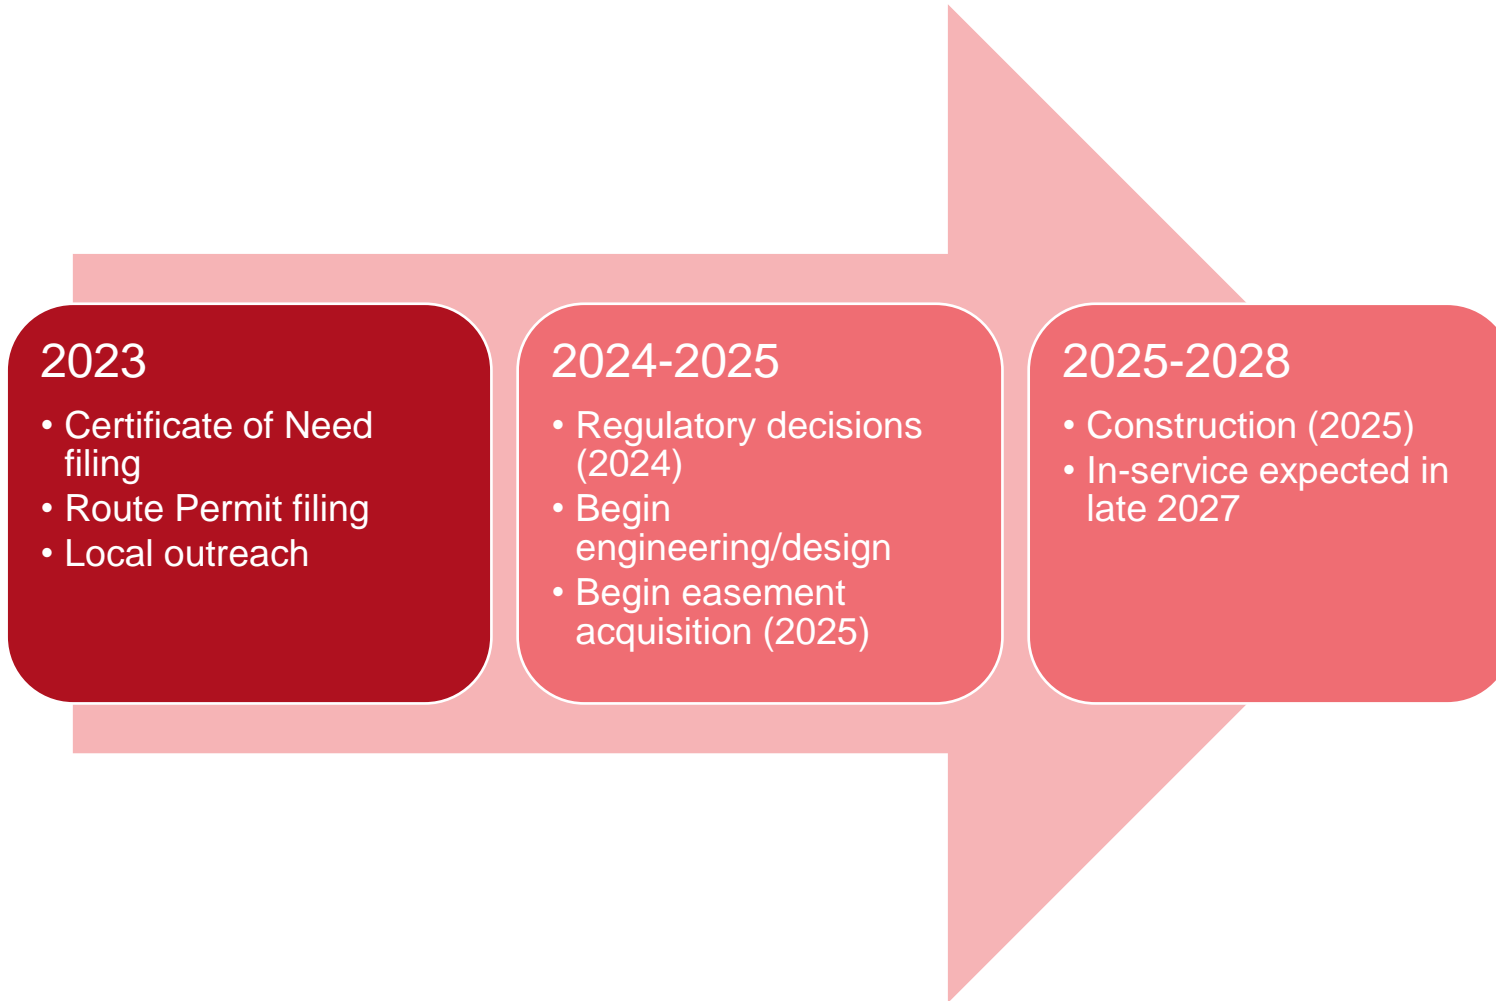 2023
• Certificate of Need
filing
• Route Permit filing
• Local outreach
2024-2025
• Regulatory decisions
(2024)
• Begin
engineering/design
• Begin easement
acquisition (2025)
2025-2028
• Construction (2025)
• In-service expected in
late 2027